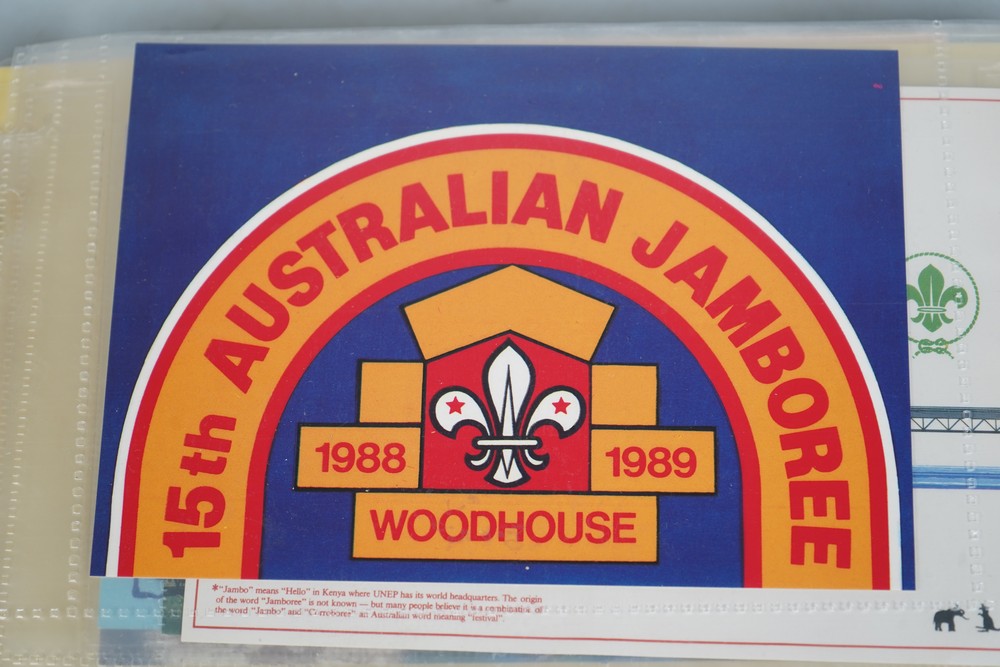 15th AUSTRALIAN JAMBOREE
1988
1989
WOODHOUSE
*"Jambo" means "Hello" in Kenya where UNEP has its world headquarters. The origin
of the word "Jamboree" is not known — but many people believe it is a combination of
the word "Jambo" and "Corroboree" an Australian word meaning "festival".